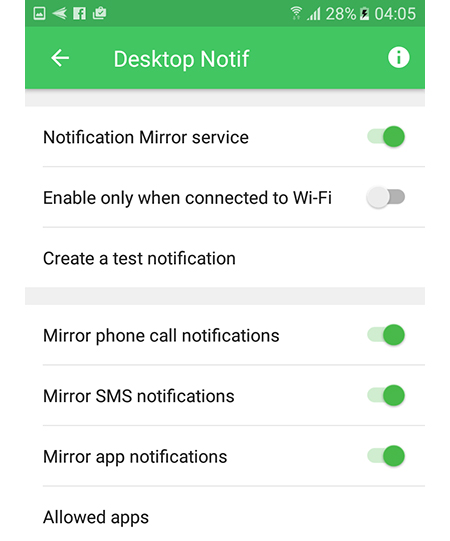 28% 04:05
Desktop Notif
Notification Mirror service
Enable only when connected to Wi-Fi
Create a test notification
Mirror phone call notifications
Mirror SMS notifications
Mirror app notifications
Allowed apps